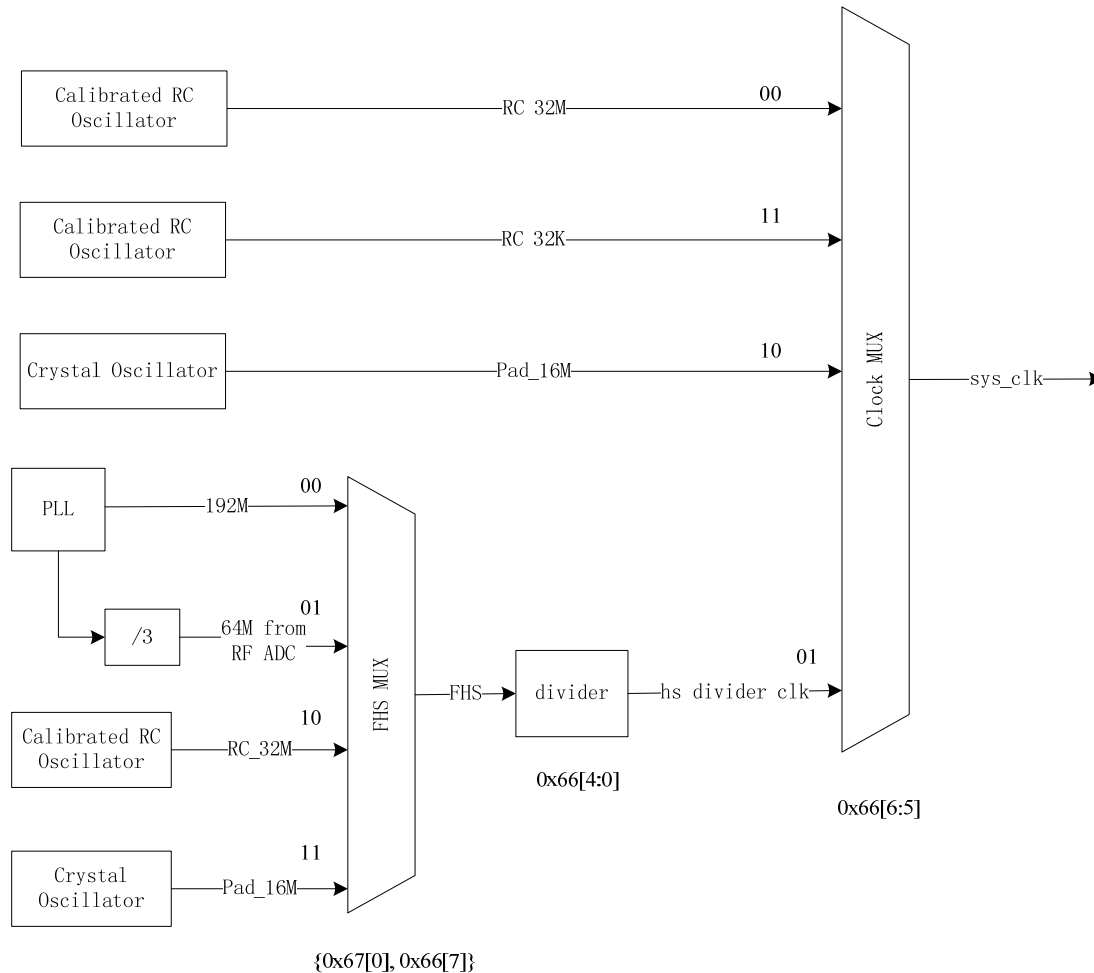 Calibrated RC
Oscillator
RC 32M
00
Calibrated RC
Oscillator
RC 32K
11
Crystal Oscillator
Pad_16M
10
Clock MUX
sys_clk
PLL
192M
00
/3
64M from
RF ADC
01
Calibrated RC
Oscillator
RC_32M
10
Crystal
Oscillator
Pad_16M
11
FHS MUX
{0x67[0], 0x66[7]}
FHS
divider
0x66[4:0]
hs divider clk
01
0x66[6:5]